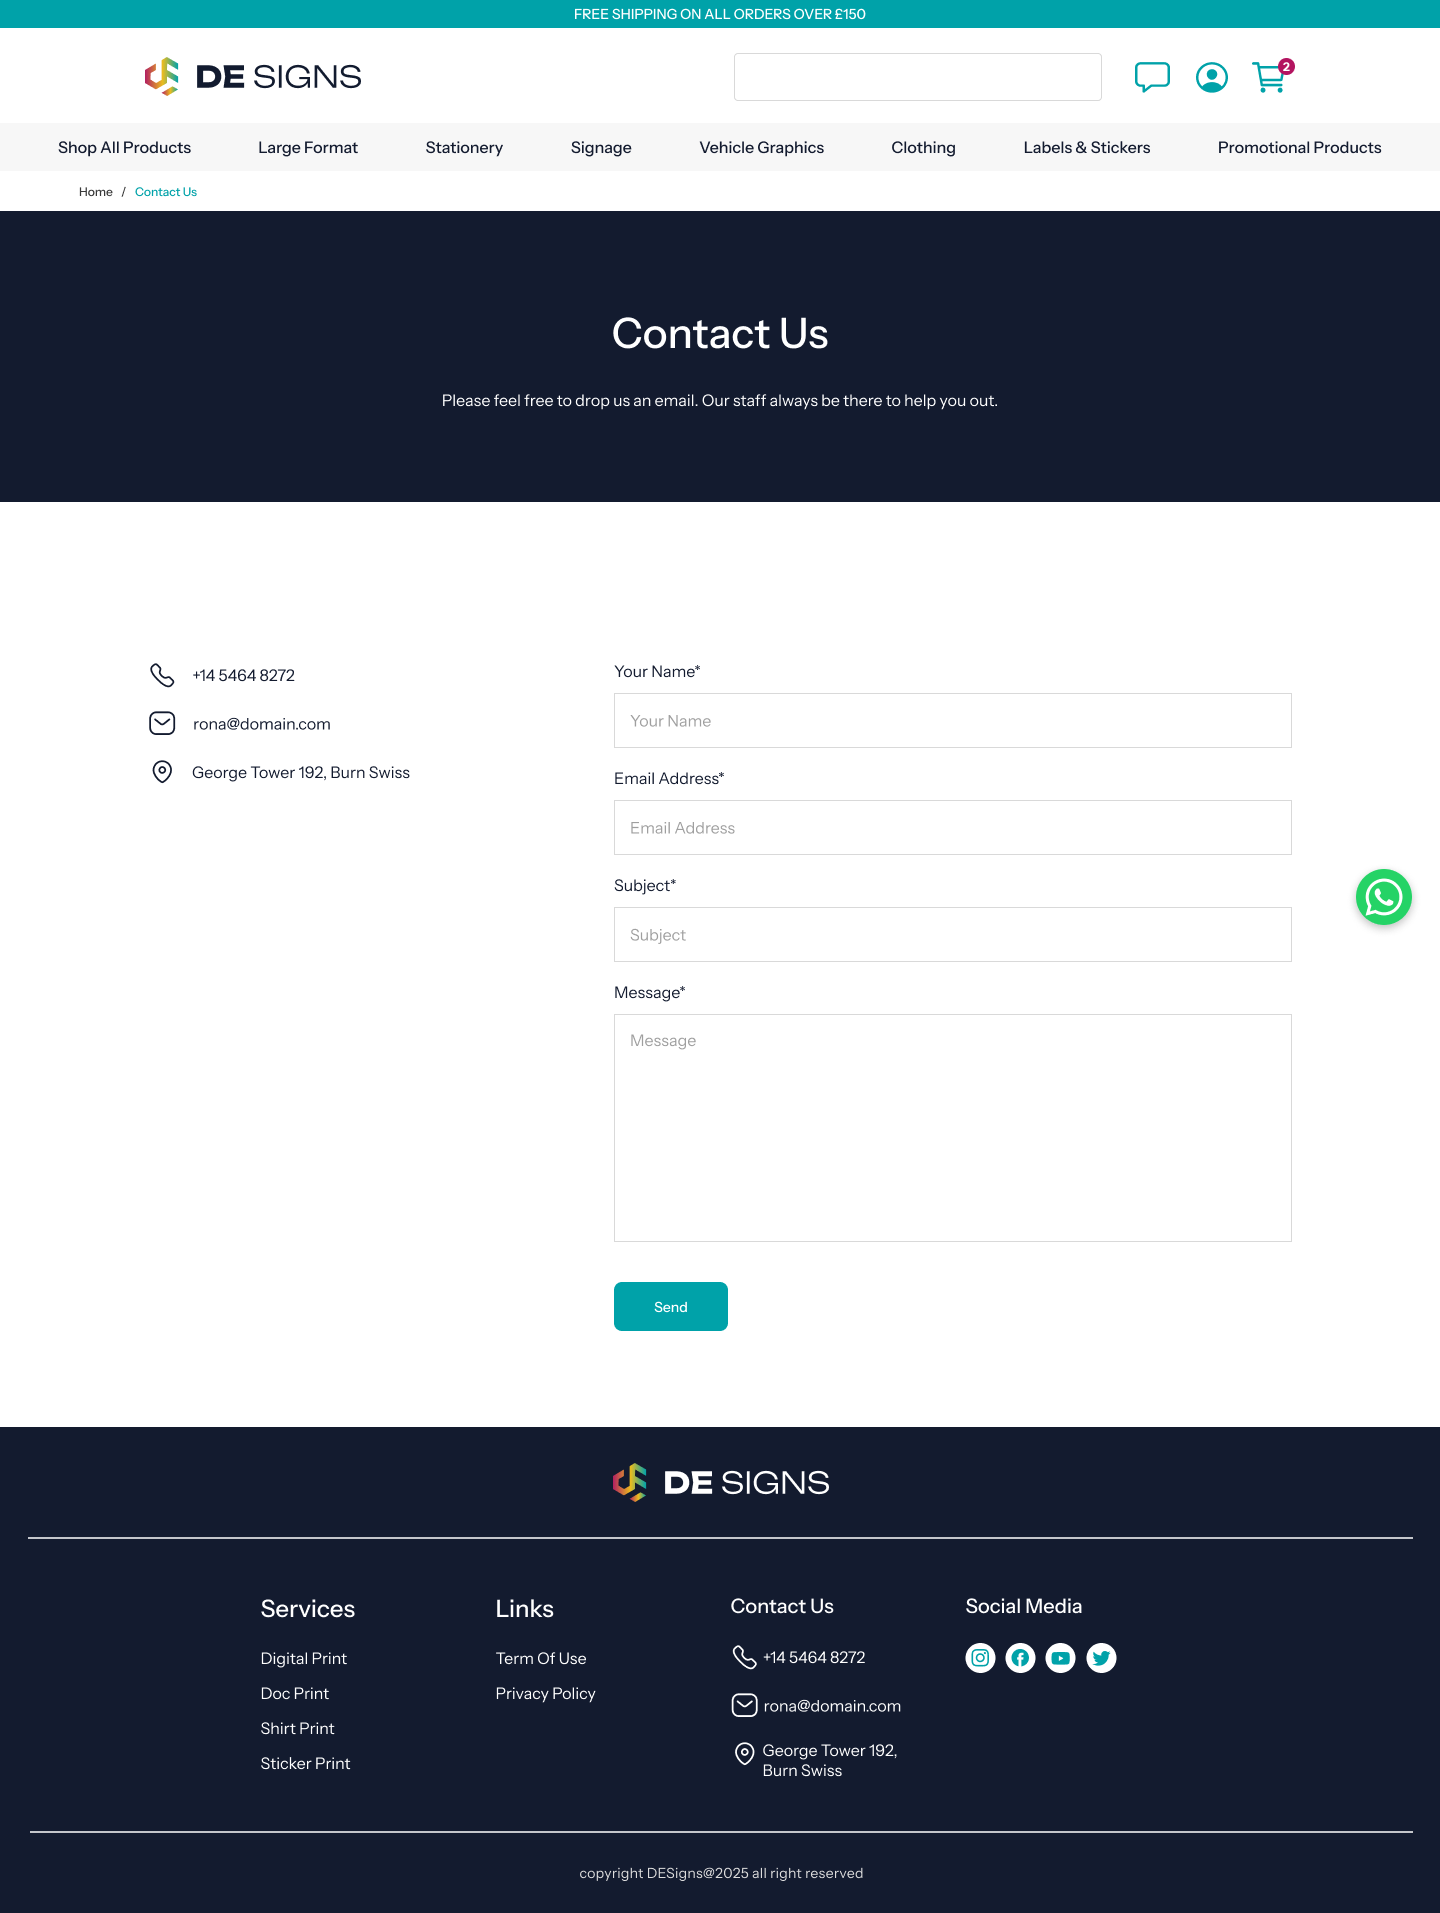 FREE SHIPPING ON ALL ORDERS OVER £150
DE SIGNS
2
Shop All Products
Large Format
Stationery
Signage
Vehicle Graphics
Clothing
Labels & Stickers
Promotional Products
Home / Contact Us
Contact Us
Please feel free to drop us an email. Our staff always be there to help you out.
+14 5464 8272
rona@domain.com
George Tower 192, Burn Swiss
Your Name*
Your Name
Email Address*
Email Address
Subject*
Subject
Message*
Message
Send
DE SIGNS
Services
Digital Print
Doc Print
Shirt Print
Sticker Print
Links
Term Of Use
Privacy Policy
Contact Us
+14 5464 8272
rona@domain.com
George Tower 192,
Burn Swiss
Social Media
copyright DESigns@2025 all right reserved